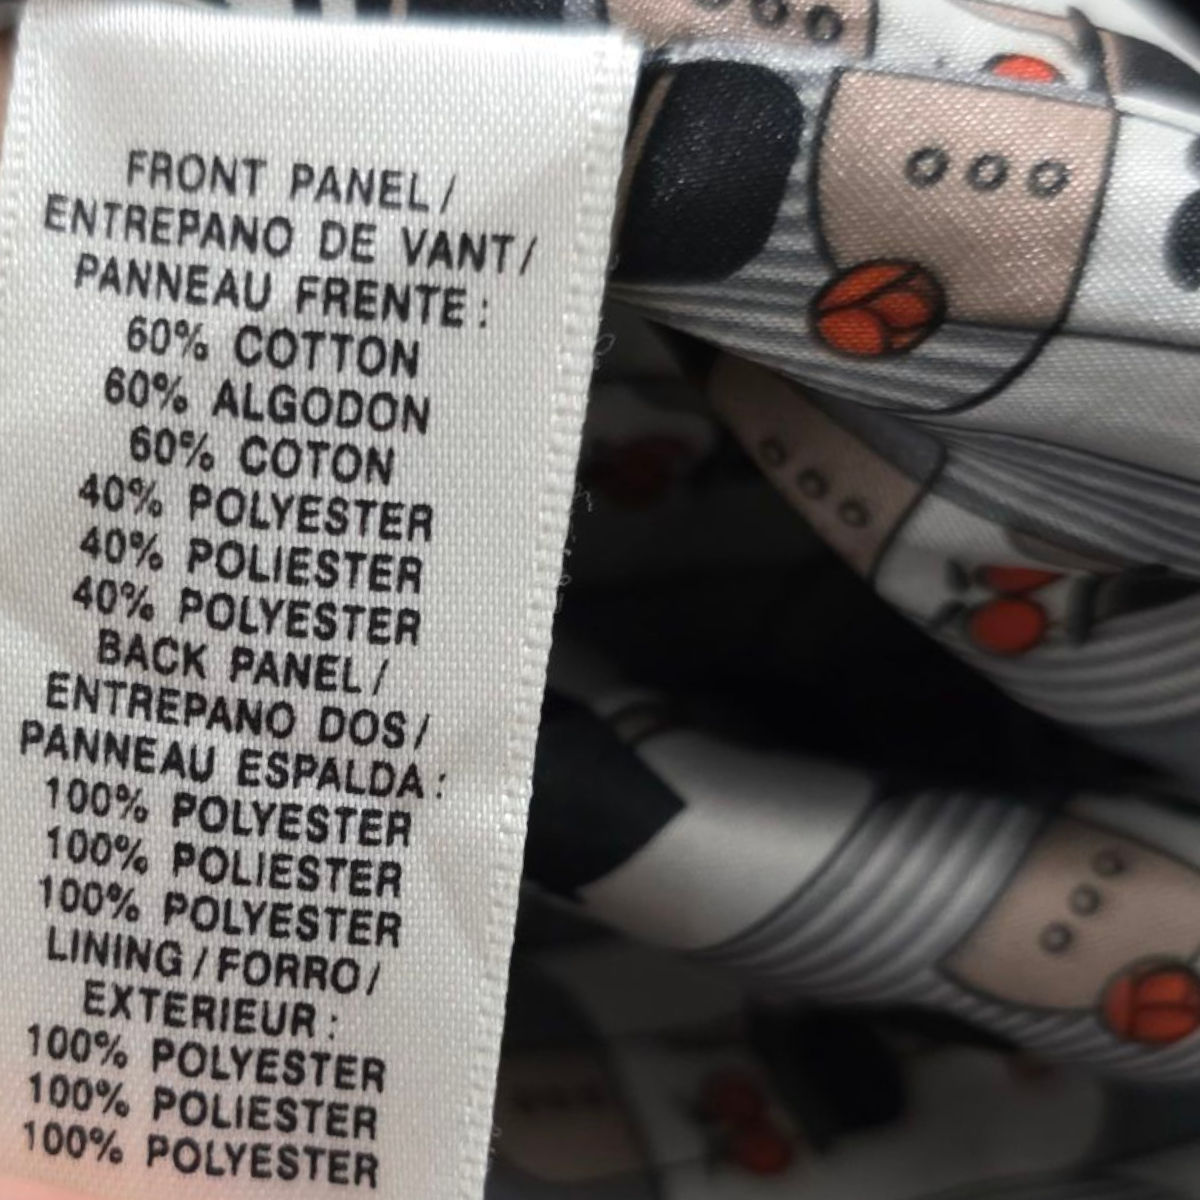 FRONT PANEL/
ENTREPANO DE VANT/
PANNEAU FRENTE:
60% COTTON
60% ALGODON
60% COTON
40% POLYESTER
40% POLIESTER
40% POLYESTER
BACK PANEL/
ENTREPANO DOS/
PANNEAU ESPALDA:
100% POLYESTER
100% POLIESTER
100% POLYESTER
LINING/FORRO/
EXTERIEUR:
100% POLYESTER
100% POLIESTER
100% POLYESTER